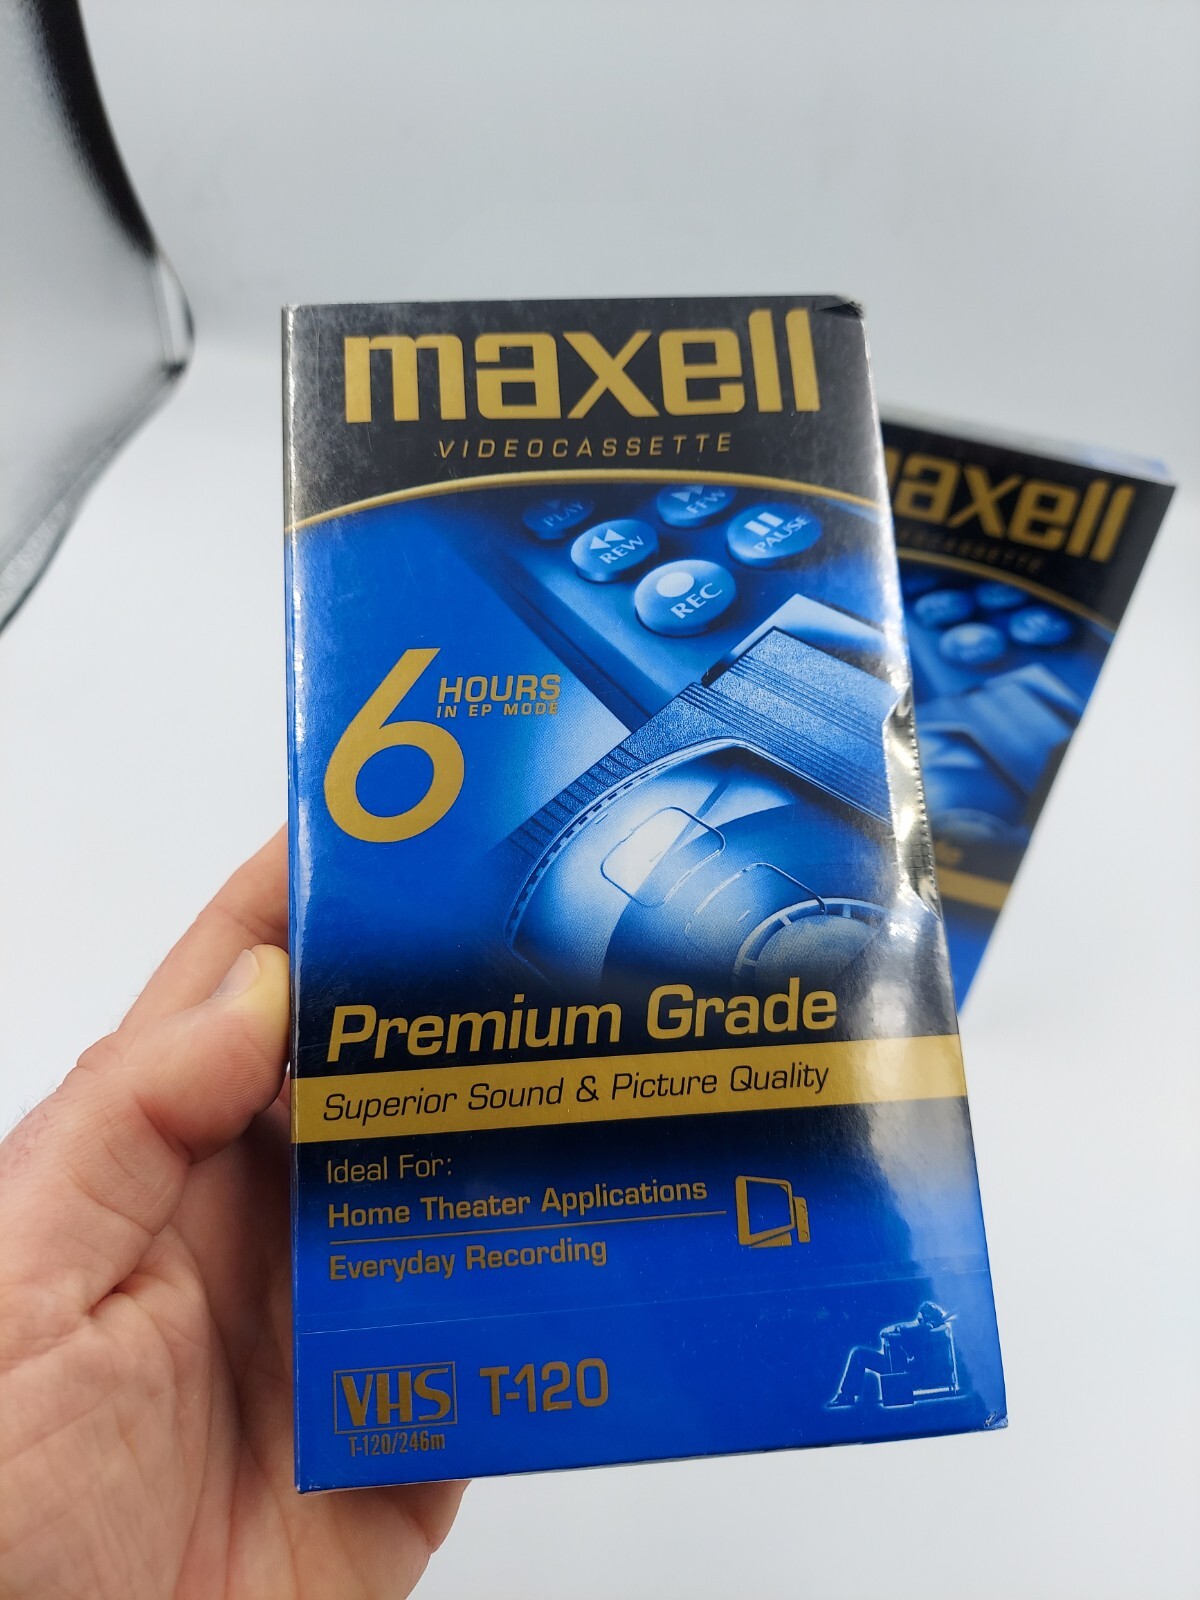 maxell
VIDEOCASSETTE
PLAY
REW
FFW
PAUSE
REC
6 HOURS
IN EP MODE
Premium Grade
Superior Sound & Picture Quality
Ideal For:
Home Theater Applications
Everyday Recording
VHS T-120
T-120/246m
maxell